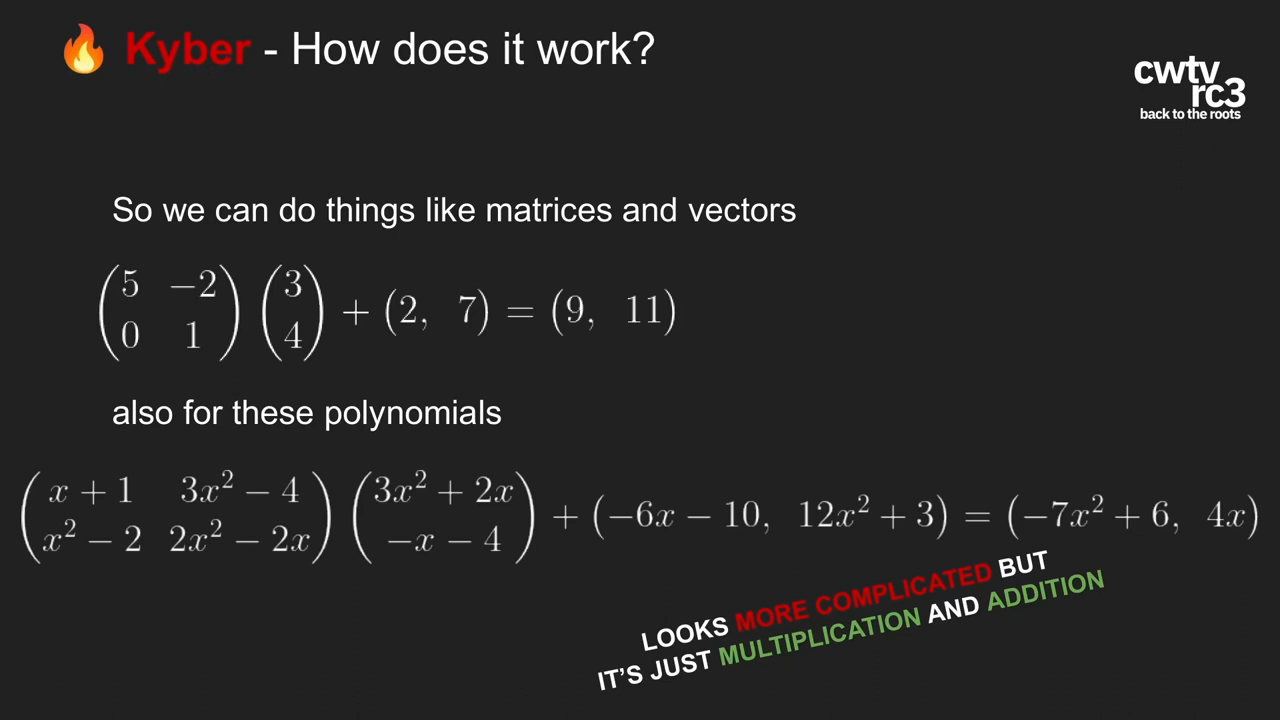 🔥 Kyber - How does it work?
cwtv
rc3
back to the roots
So we can do things like matrices and vectors
(5 −2; 0 1) (3; 4) + (2, 7) = (9, 11)
also for these polynomials
(x + 1 3x² − 4; x² − 2 2x² − 2x) (3x² + 2x; −x − 4) + (−6x − 10, 12x² + 3) = (−7x² + 6, 4x)
LOOKS MORE COMPLICATED BUT
IT’S JUST MULTIPLICATION AND ADDITION